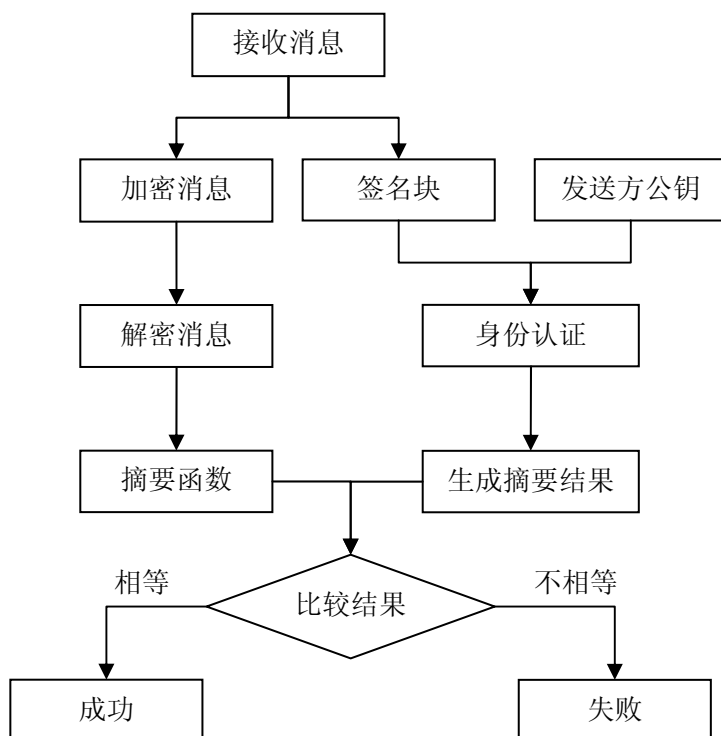 接收消息
加密消息
签名块
发送方公钥
解密消息
身份认证
摘要函数
生成摘要结果
相等
比较结果
不相等
成功
失败